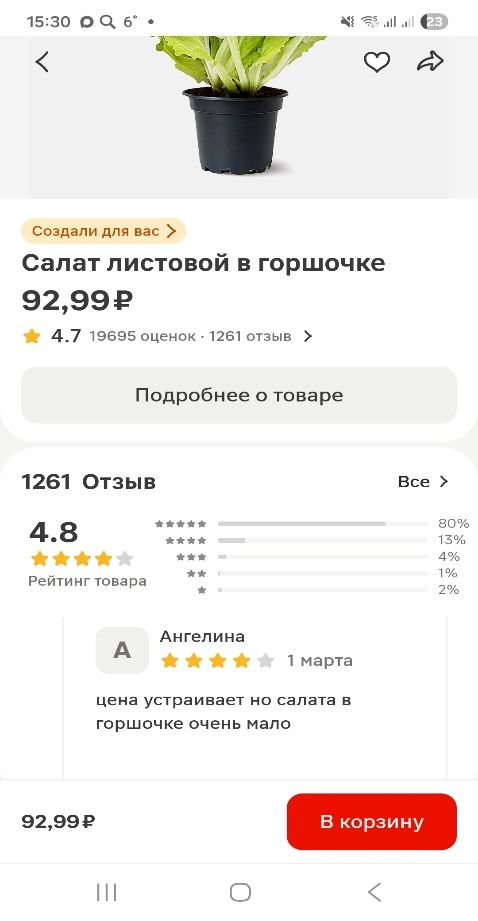 15:30 6° 23
Создали для вас
Салат листовой в горшочке
92,99₽
4.7 19695 оценок · 1261 отзыв
Подробнее о товаре
1261 Отзыв Все
4.8 80%
13%
4%
Рейтинг товара 1%
2%
А Ангелина
1 марта
цена устраивает но салата в
горшочке очень мало
92,99₽ В корзину